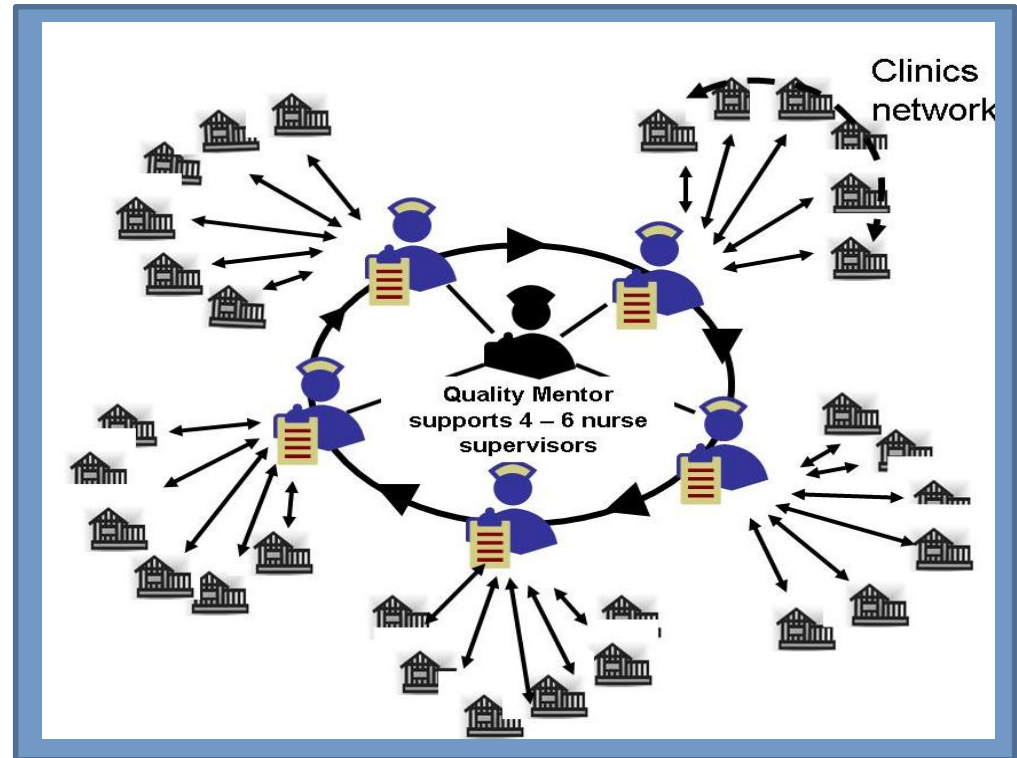 Clinics
network
Quality Mentor
supports 4 – 6 nurse
supervisors